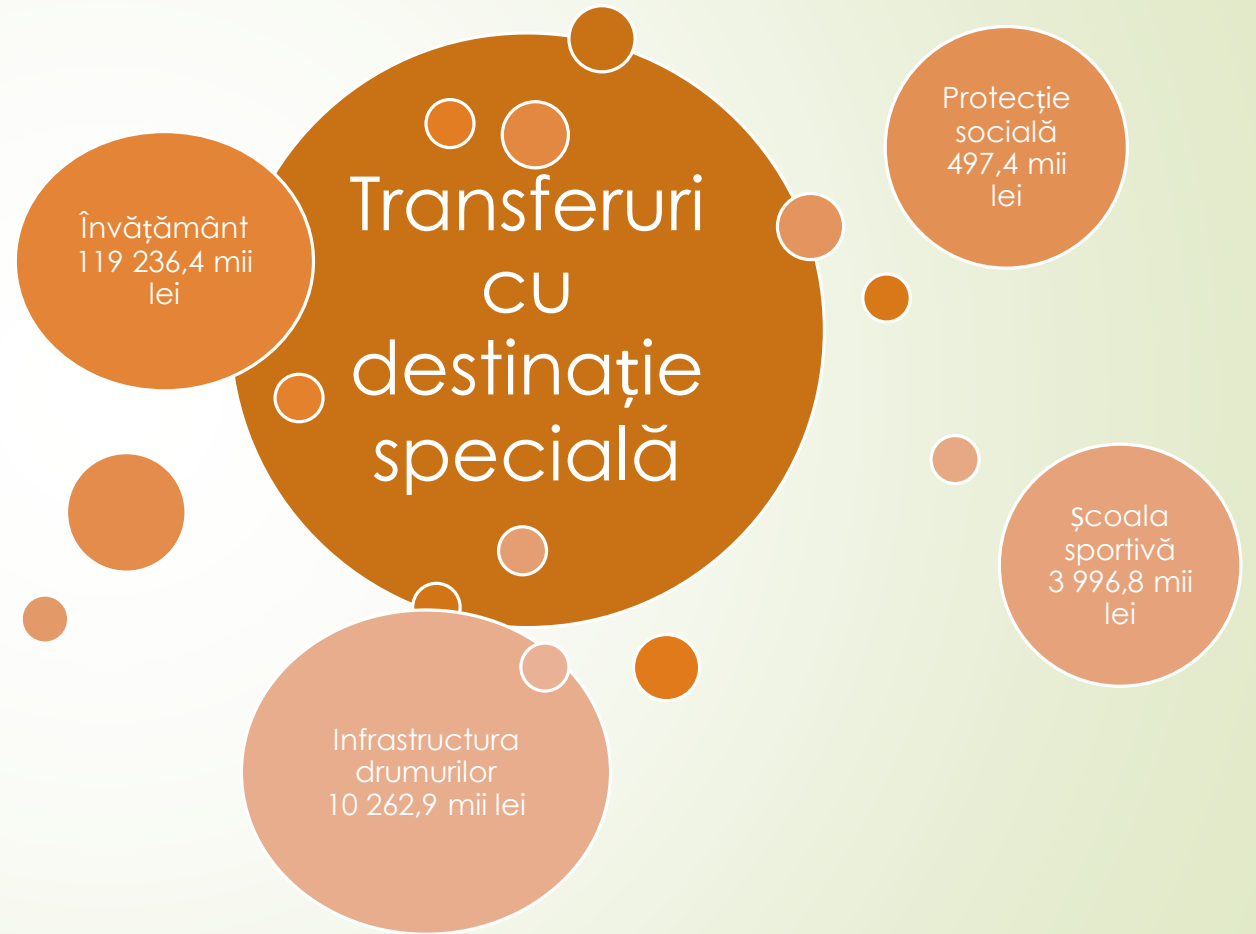 Transferuri
cu
destinație
specială
Învățământ
119 236,4 mii
lei
Protecție
socială
497,4 mii
lei
Școala
sportivă
3 996,8 mii
lei
Infrastructura
drumurilor
10 262,9 mii lei